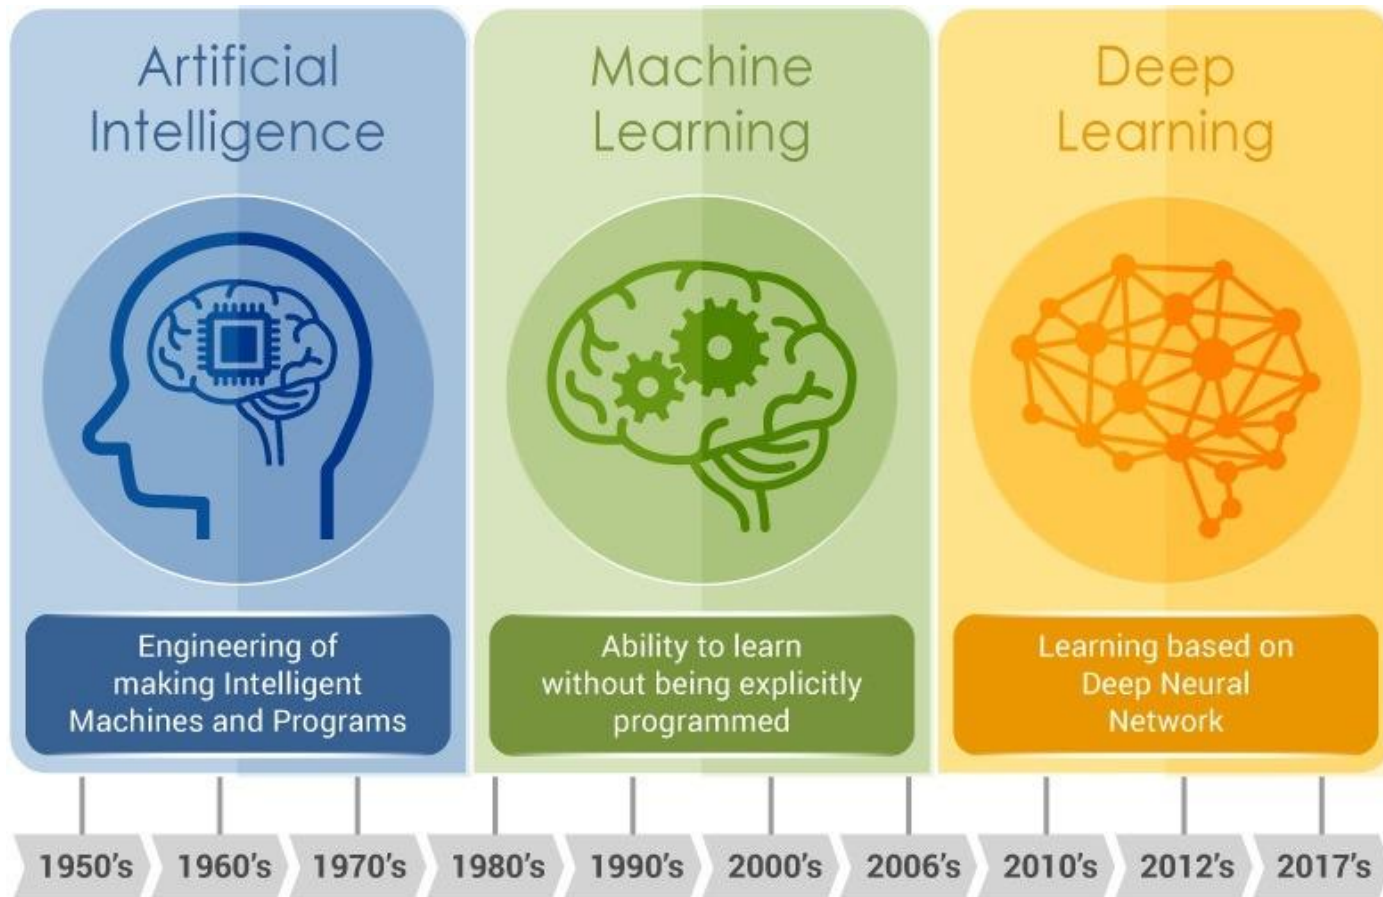 Artificial
Intelligence
Machine
Learning
Deep
Learning
Engineering of
making Intelligent
Machines and Programs
Ability to learn
without being explicitly
programmed
Learning based on
Deep Neural
Network
1950's
1960's
1970's
1980's
1990's
2000's
2006's
2010's
2012's
2017's